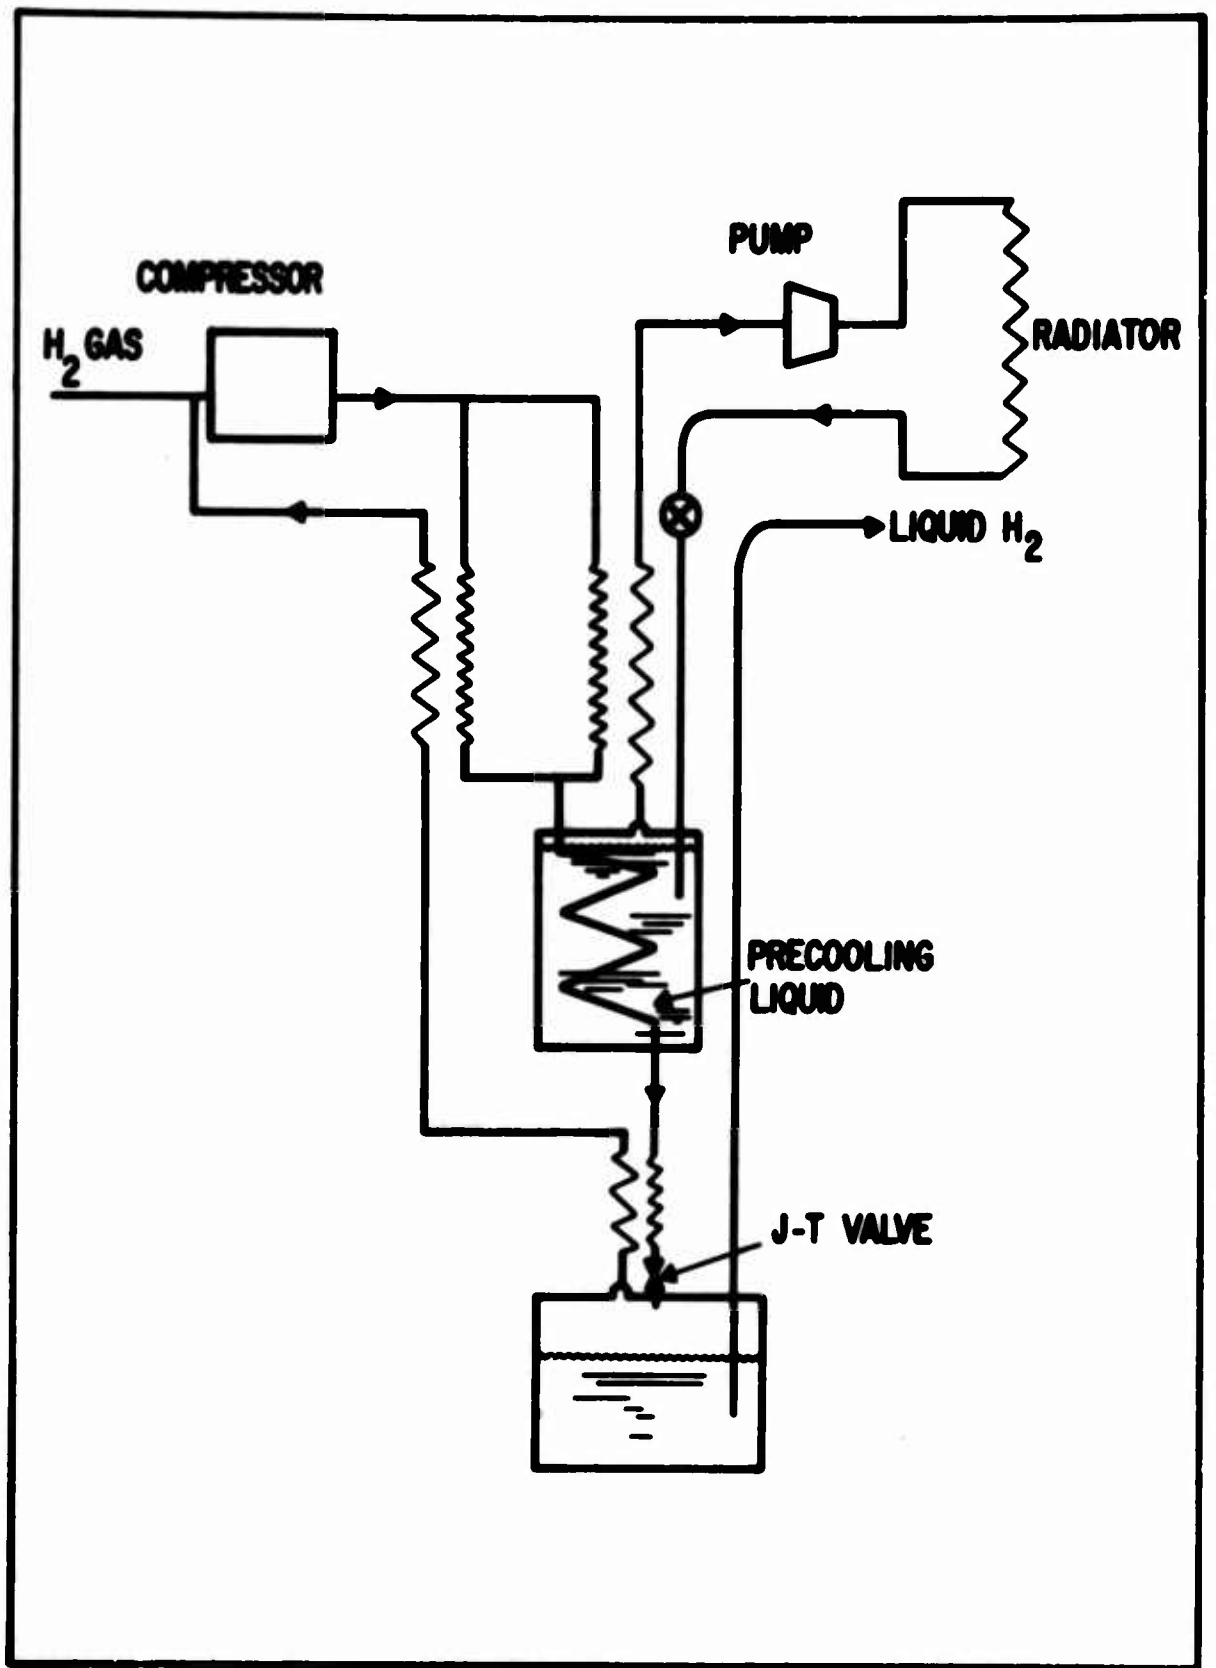 PUMP
COMPRESSOR
H2 GAS
RADIATOR
LIQUID H2
PRECOOLING
LIQUID
J-T VALVE